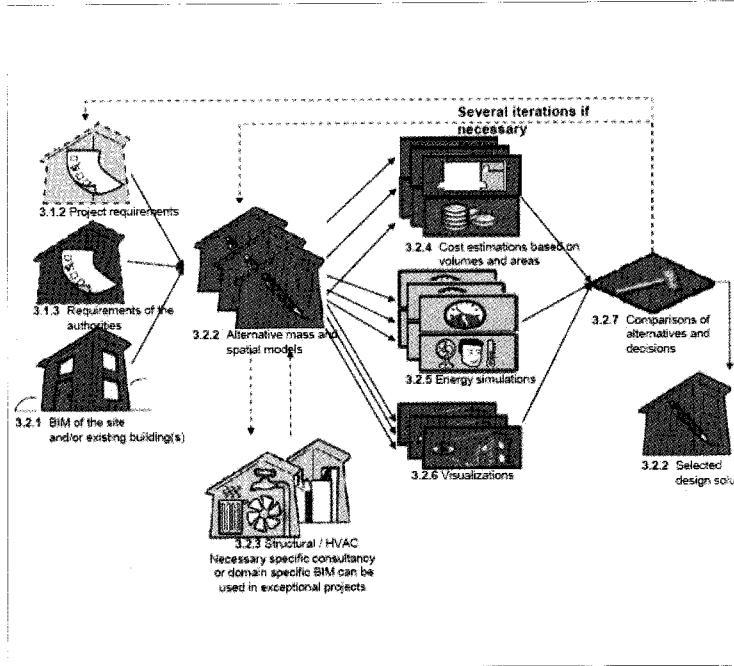 Several iterations if
necessary
3.1.2 Project requirements
3.1.3 Requirements of the
authorities
3.2.1 BIM of the site
and/or existing building(s)
3.2.2 Alternative mass and
spatial models
3.2.3 Structural / HVAC
Necessary specific consultancy
or domain specific BIM can be
used in exceptional projects
3.2.4 Cost estimations based on
volumes and areas
3.2.5 Energy simulations
3.2.6 Visualizations
3.2.7 Comparisons of
alternatives and
decisions
3.2.2 Selected
design solu